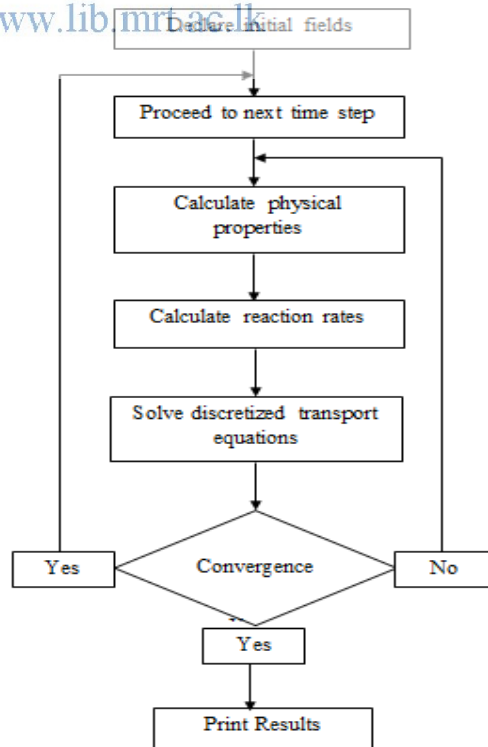 www.lib.mrt.ac.lk
Declare initial fields
Proceed to next time step
Calculate physical
properties
Calculate reaction rates
Solve discretized transport
equations
Yes
Convergence
No
Yes
Print Results